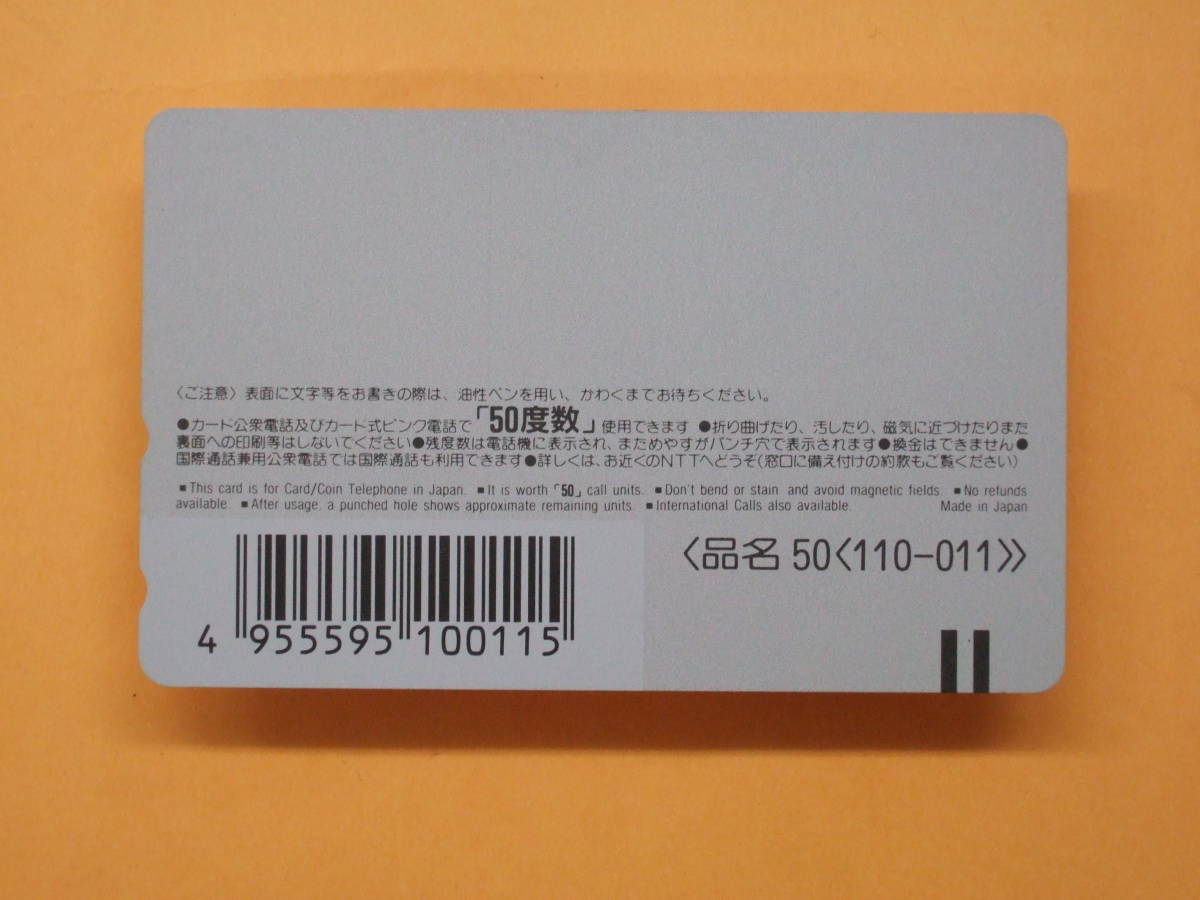 〈ご注意〉表面に文字等をお書きの際は、油性ペンを用い、かわくまでお待ちください。
●カード公衆電話及びカード式ピンク電話で「50度数」使用できます ●折り曲げたり、汚したり、磁気に近づけたりまた
裏面への印刷等はしないでください●残度数は電話機に表示され、まためやすがパンチ穴で表示されます●換金はできません●
国際通話兼用公衆電話では国際通話も利用できます●詳しくは、お近くのNTTへどうぞ(窓口に備え付けの約款もご覧ください)
■This card is for Card/Coin Telephone in Japan. ■It is worth「50」call units. ■Don't bend or stain and avoid magnetic fields. ■No refunds
available. ■After usage, a punched hole shows approximate remaining units. ■International Calls also available. Made in Japan
〈品名 50〈110-011〉〉
4 955595 100115